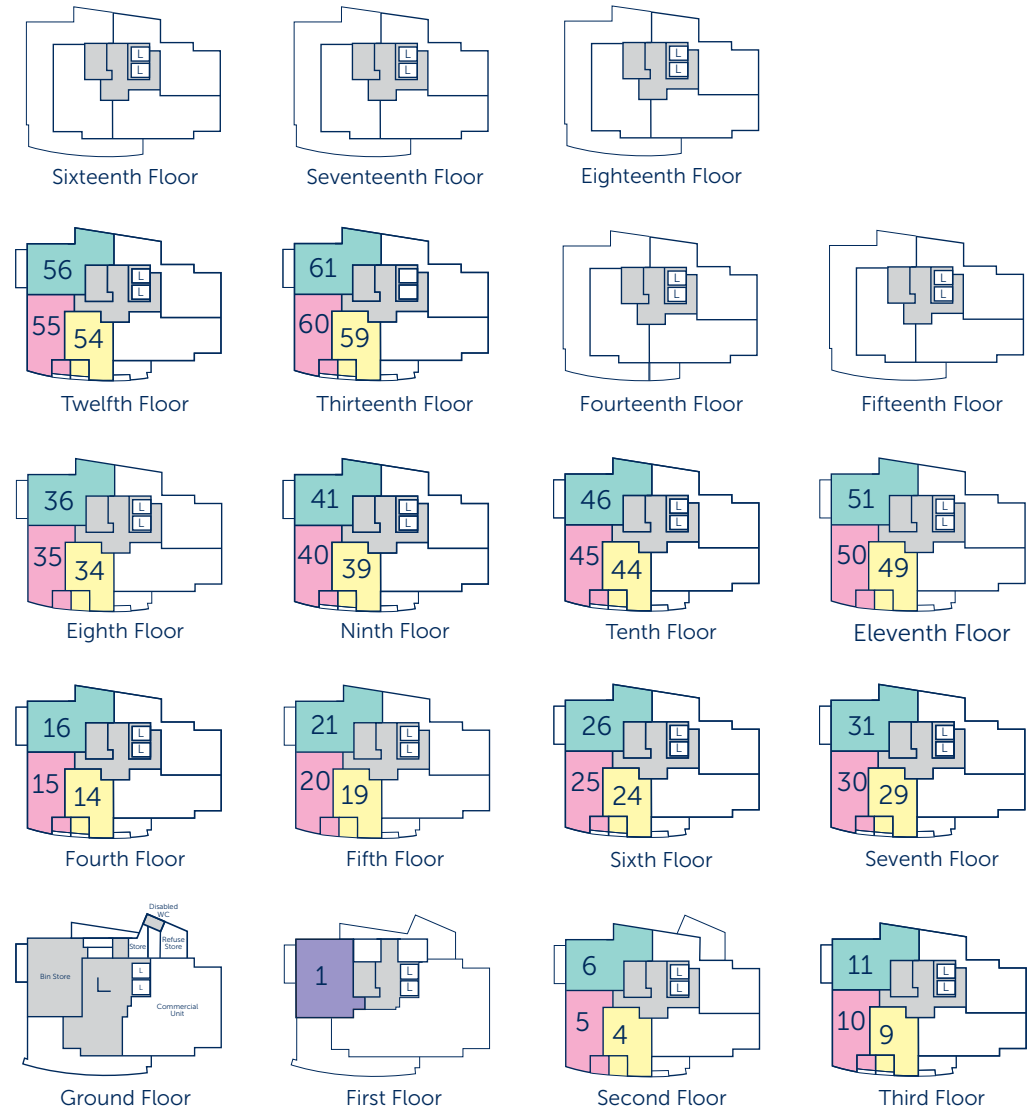 L
L
L
L
L
L
Sixteenth Floor
Seventeenth Floor
Eighteenth Floor
56
L
L
55
54
61
60
59
L
L
L
L
Twelfth Floor
Thirteenth Floor
Fourteenth Floor
Fifteenth Floor
36
L
L
35
34
41
L
L
40
39
46
L
L
45
44
51
L
L
50
49
Eighth Floor
Ninth Floor
Tenth Floor
Eleventh Floor
16
L
L
15
14
21
L
L
20
19
26
L
L
25
24
31
L
L
30
29
Fourth Floor
Fifth Floor
Sixth Floor
Seventh Floor
Disabled
WC
Store
Refuse
Store
Bin Store
L
L
L
Commercial
Unit
1
L
L
6
L
L
5
4
11
L
L
10
9
Ground Floor
First Floor
Second Floor
Third Floor